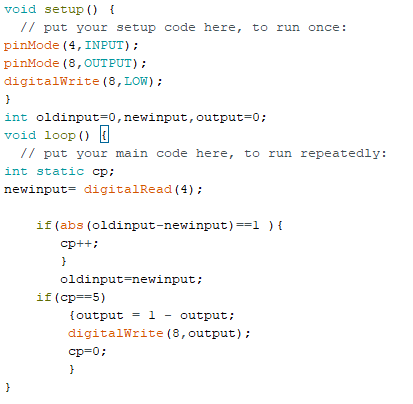 void setup() {
  // put your setup code here, to run once:
pinMode(4,INPUT);
pinMode(8,OUTPUT);
digitalWrite(8,LOW);
}
int oldinput=0,newinput,output=0;
void loop() {
  // put your main code here, to run repeatedly:
int static cp;
newinput= digitalRead(4);

    if(abs(oldinput-newinput)==1 ){
       cp++;
       }
       oldinput=newinput;
    if(cp==5)
        {output = 1 - output;
        digitalWrite(8,output);
        cp=0;
        }
}